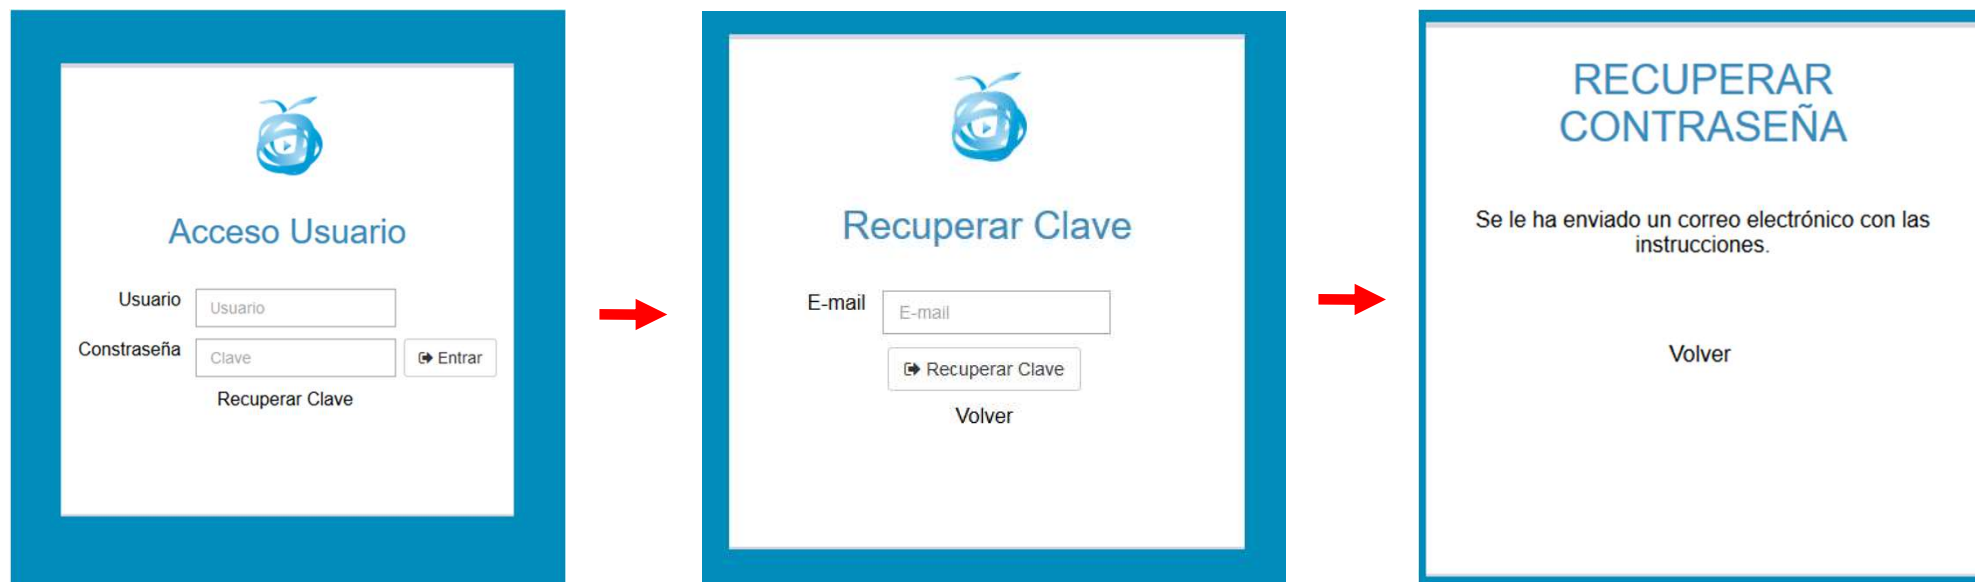 Acceso Usuario
Usuario Usuario
Constraseña Clave Entrar
Recuperar Clave
Recuperar Clave
E-mail E-mail
Recuperar Clave
Volver
RECUPERAR
CONTRASEÑA
Se le ha enviado un correo electrónico con las
instrucciones.
Volver